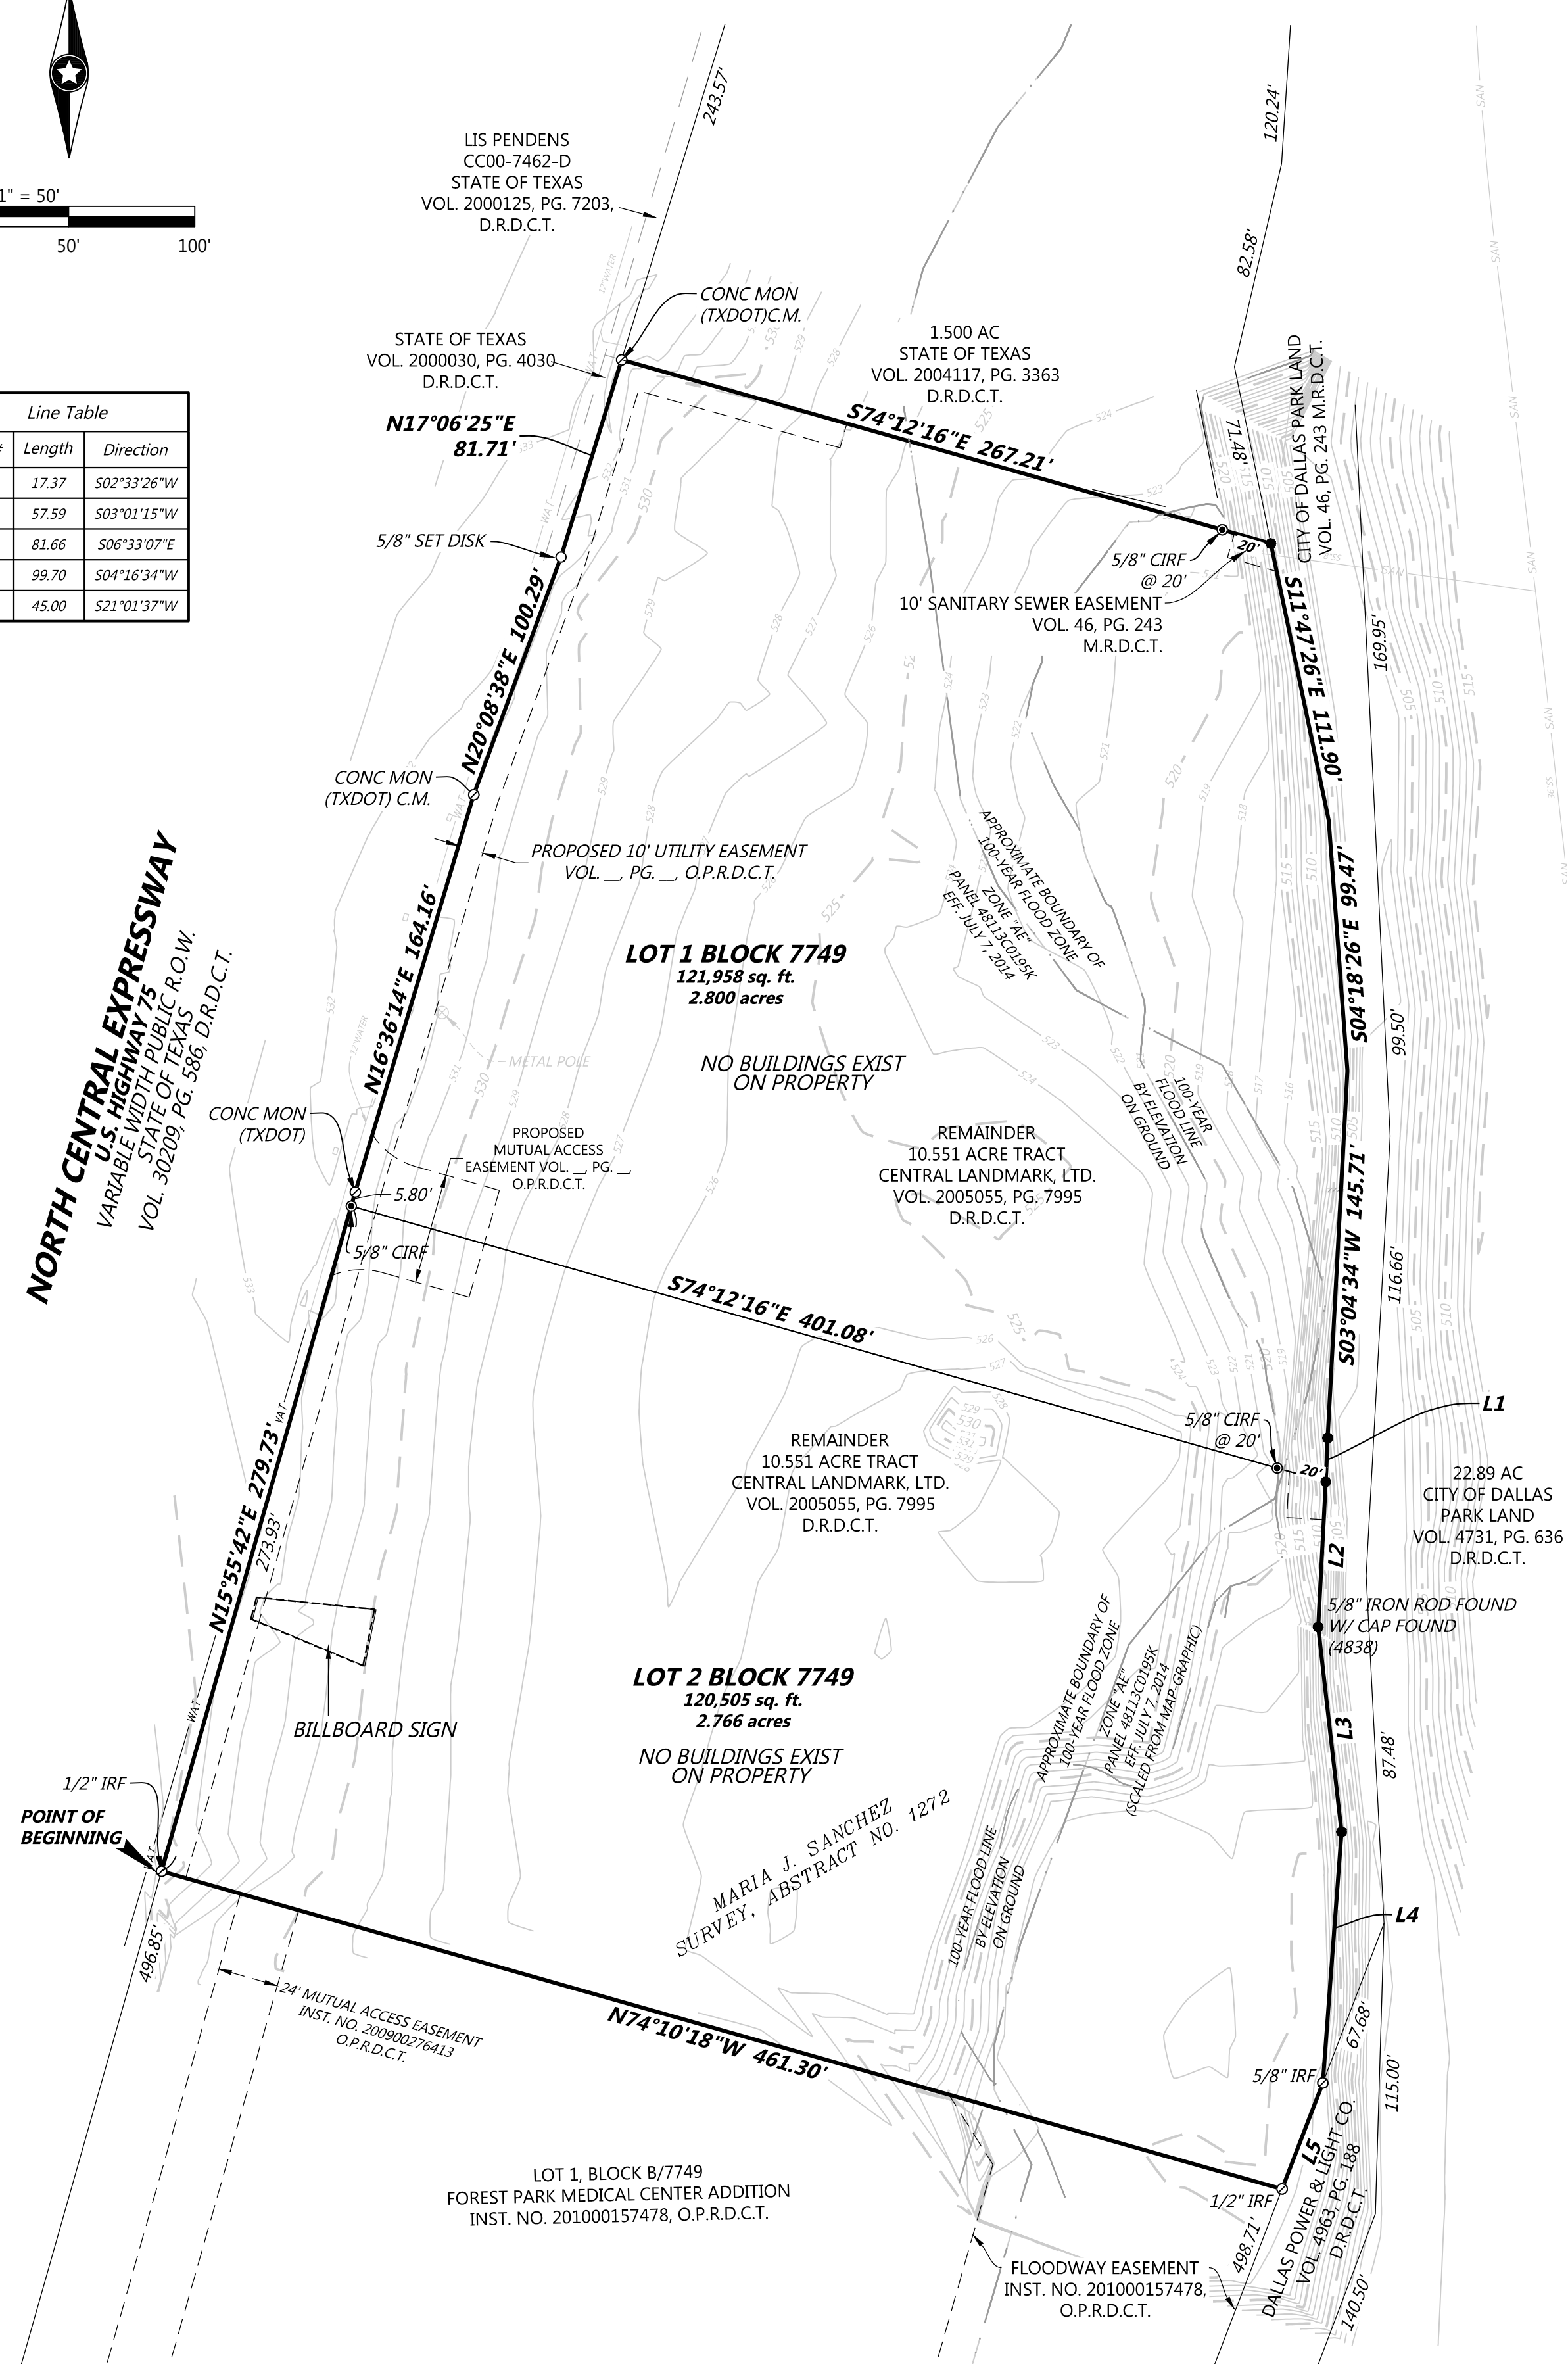 243.57'
120.24'
LIS PENDENS
CC00-7462-D
STATE OF TEXAS
VOL. 2000125, PG. 7203,
D.R.D.C.T.
1" = 50'
50'
100'
82.58'
12"WATER
CONC MON
(TXDOT)C.M.
STATE OF TEXAS
VOL. 2000030, PG. 4030
D.R.D.C.T.
1.500 AC
STATE OF TEXAS
VOL. 2004117, PG. 3363
D.R.D.C.T.
CITY OF DALLAS PARK LAND
VOL. 46, PG. 243 M.R.D.C.T.
Line Table
Length Direction
17.37 S02°33'26"W
57.59 S03°01'15"W
81.66 S06°33'07"E
99.70 S04°16'34"W
45.00 S21°01'37"W
N17°06'25"E
81.71'
S74°12'16"E 267.21'
71.48'
5/8" SET DISK
5/8" CIRF
@ 20'
20'
10' SANITARY SEWER EASEMENT
VOL. 46, PG. 243
M.R.D.C.T.
S11°47'26"E 111.90'
169.95'
N20°08'38"E 100.29'
CONC MON
(TXDOT) C.M.
PROPOSED 10' UTILITY EASEMENT
VOL. __, PG. __, O.P.R.D.C.T.
APPROXIMATE BOUNDARY OF
100-YEAR FLOOD ZONE
ZONE "AE"
PANEL 48113C0195K
EFF. JULY 7, 2014
S04°18'26"E 99.47'
99.50'
NORTH CENTRAL EXPRESSWAY
U.S. HIGHWAY 75
VARIABLE WIDTH PUBLIC R.O.W.
STATE OF TEXAS
VOL. 30209, PG. 586, D.R.D.C.T.
N16°36'14"E 164.16'
LOT 1 BLOCK 7749
121,958 sq. ft.
2.800 acres
NO BUILDINGS EXIST
ON PROPERTY
METAL POLE
12"WATER
100-YEAR
FLOOD LINE
BY ELEVATION
ON GROUND
CONC MON
(TXDOT)
PROPOSED
MUTUAL ACCESS
EASEMENT VOL. __, PG. __,
O.P.R.D.C.T.
REMAINDER
10.551 ACRE TRACT
CENTRAL LANDMARK, LTD.
VOL. 2005055, PG. 7995
D.R.D.C.T.
5.80'
5/8" CIRF
S74°12'16"E 401.08'
S03°04'34"W 145.71'
116.66'
L1
5/8" CIRF
@ 20'
20'
REMAINDER
10.551 ACRE TRACT
CENTRAL LANDMARK, LTD.
VOL. 2005055, PG. 7995
D.R.D.C.T.
22.89 AC
CITY OF DALLAS
PARK LAND
VOL. 4731, PG. 636
D.R.D.C.T.
N15°55'42"E 279.73'
273.93'
L2
5/8" IRON ROD FOUND
W/ CAP FOUND
(4838)
BILLBOARD SIGN
LOT 2 BLOCK 7749
120,505 sq. ft.
2.766 acres
NO BUILDINGS EXIST
ON PROPERTY
APPROXIMATE BOUNDARY OF
100-YEAR FLOOD ZONE
ZONE "AE"
PANEL 48113C0195K
EFF. JULY 7, 2014
(SCALED FROM MAP-GRAPHIC)
L3
87.48'
1/2" IRF
POINT OF
BEGINNING
MARIA J. SANCHEZ
SURVEY, ABSTRACT NO. 1272
100-YEAR FLOOD LINE
BY ELEVATION
ON GROUND
L4
496.85'
24' MUTUAL ACCESS EASEMENT
INST. NO. 200900276413
O.P.R.D.C.T.
N74°10'18"W 461.30'
67.68'
115.00'
5/8" IRF
L5
1/2" IRF
LOT 1, BLOCK B/7749
FOREST PARK MEDICAL CENTER ADDITION
INST. NO. 201000157478, O.P.R.D.C.T.
498.71'
DALLAS POWER & LIGHT CO.
VOL. 4963, PG. 188
D.R.D.C.T.
140.50'
FLOODWAY EASEMENT
INST. NO. 201000157478,
O.P.R.D.C.T.